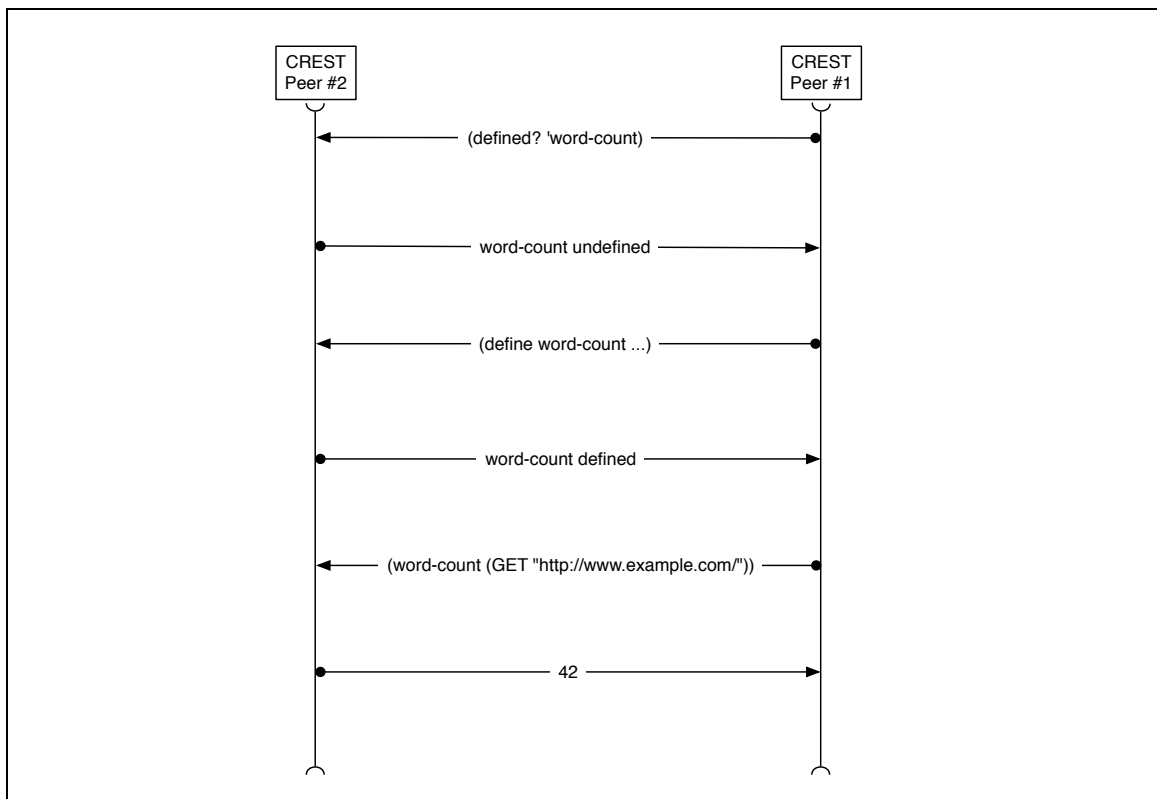 CREST
Peer #2
CREST
Peer #1
(defined? 'word-count)
word-count undefined
(define word-count ...)
word-count defined
(word-count (GET "http://www.example.com/"))
42